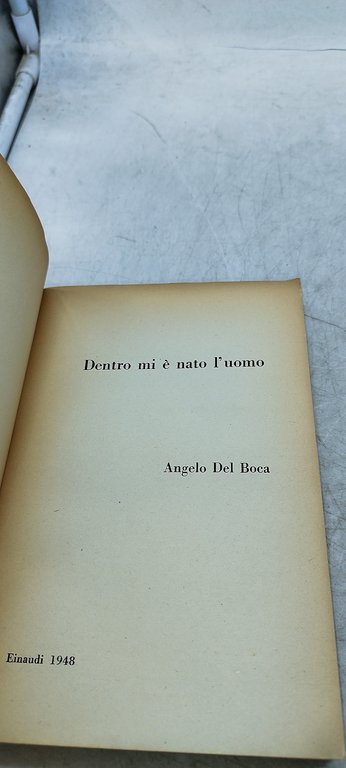 Dentro mi è nato l'uomo
Angelo Del Boca
Einaudi 1948